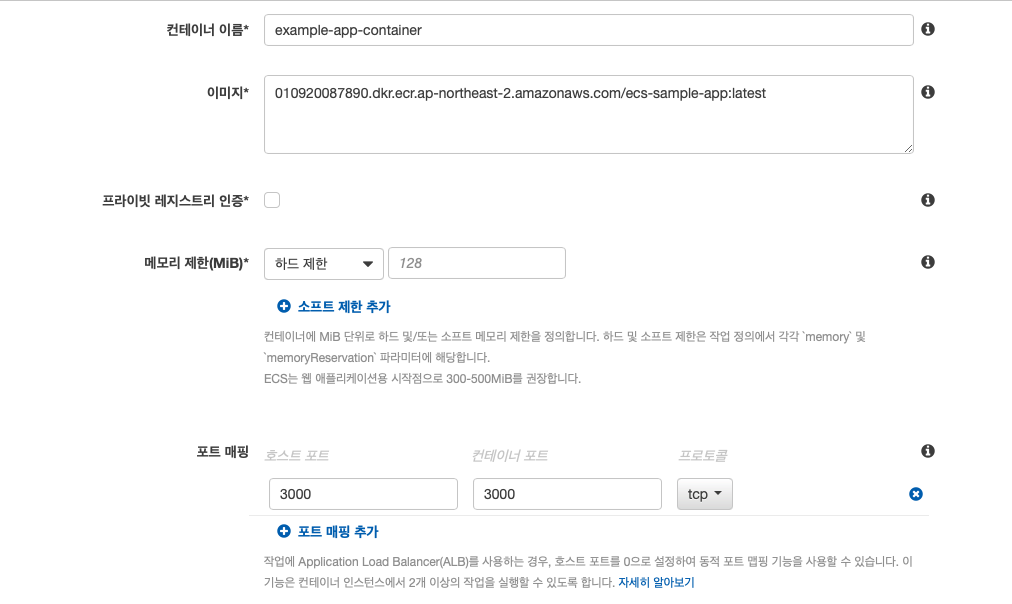 컨테이너 이름*
example-app-container
이미지*
010920087890.dkr.ecr.ap-northeast-2.amazonaws.com/ecs-sample-app:latest
프라이빗 레지스트리 인증*
메모리 제한(MiB)*
하드 제한
128
소프트 제한 추가
컨테이너에 MiB 단위로 하드 및/또는 소프트 메모리 제한을 정의합니다. 하드 및 소프트 제한은 작업 정의에서 각각 `memory` 및
`memoryReservation` 파라미터에 해당합니다.
ECS는 웹 애플리케이션용 시작점으로 300-500MiB를 권장합니다.
포트 매핑
호스트 포트
컨테이너 포트
프로토콜
3000
3000
tcp
포트 매핑 추가
작업에 Application Load Balancer(ALB)를 사용하는 경우, 호스트 포트를 0으로 설정하여 동적 포트 맵핑 기능을 사용할 수 있습니다. 이
기능은 컨테이너 인스턴스에서 2개 이상의 작업을 실행할 수 있도록 합니다. 자세히 알아보기